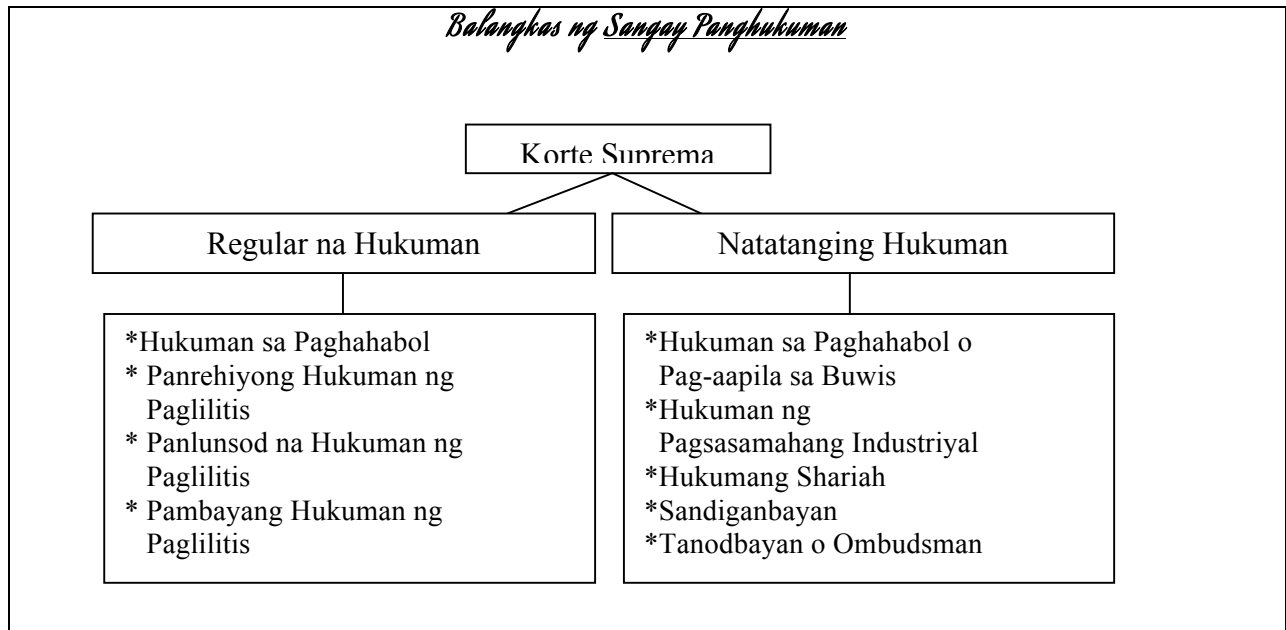 Balangkas ng Sangay Panghukuman
Korte Suprema
Regular na Hukuman
Natatanging Hukuman
*Hukuman sa Paghahabol
* Panrehiyong Hukuman ng
Paglilitis
* Panlunsod na Hukuman ng
Paglilitis
* Pambayang Hukuman ng
Paglilitis
*Hukuman sa Paghahabol o
Pag-aapila sa Buwis
*Hukuman ng
Pagsasamahang Industriyal
*Hukumang Shariah
*Sandiganbayan
*Tanodbayan o Ombudsman